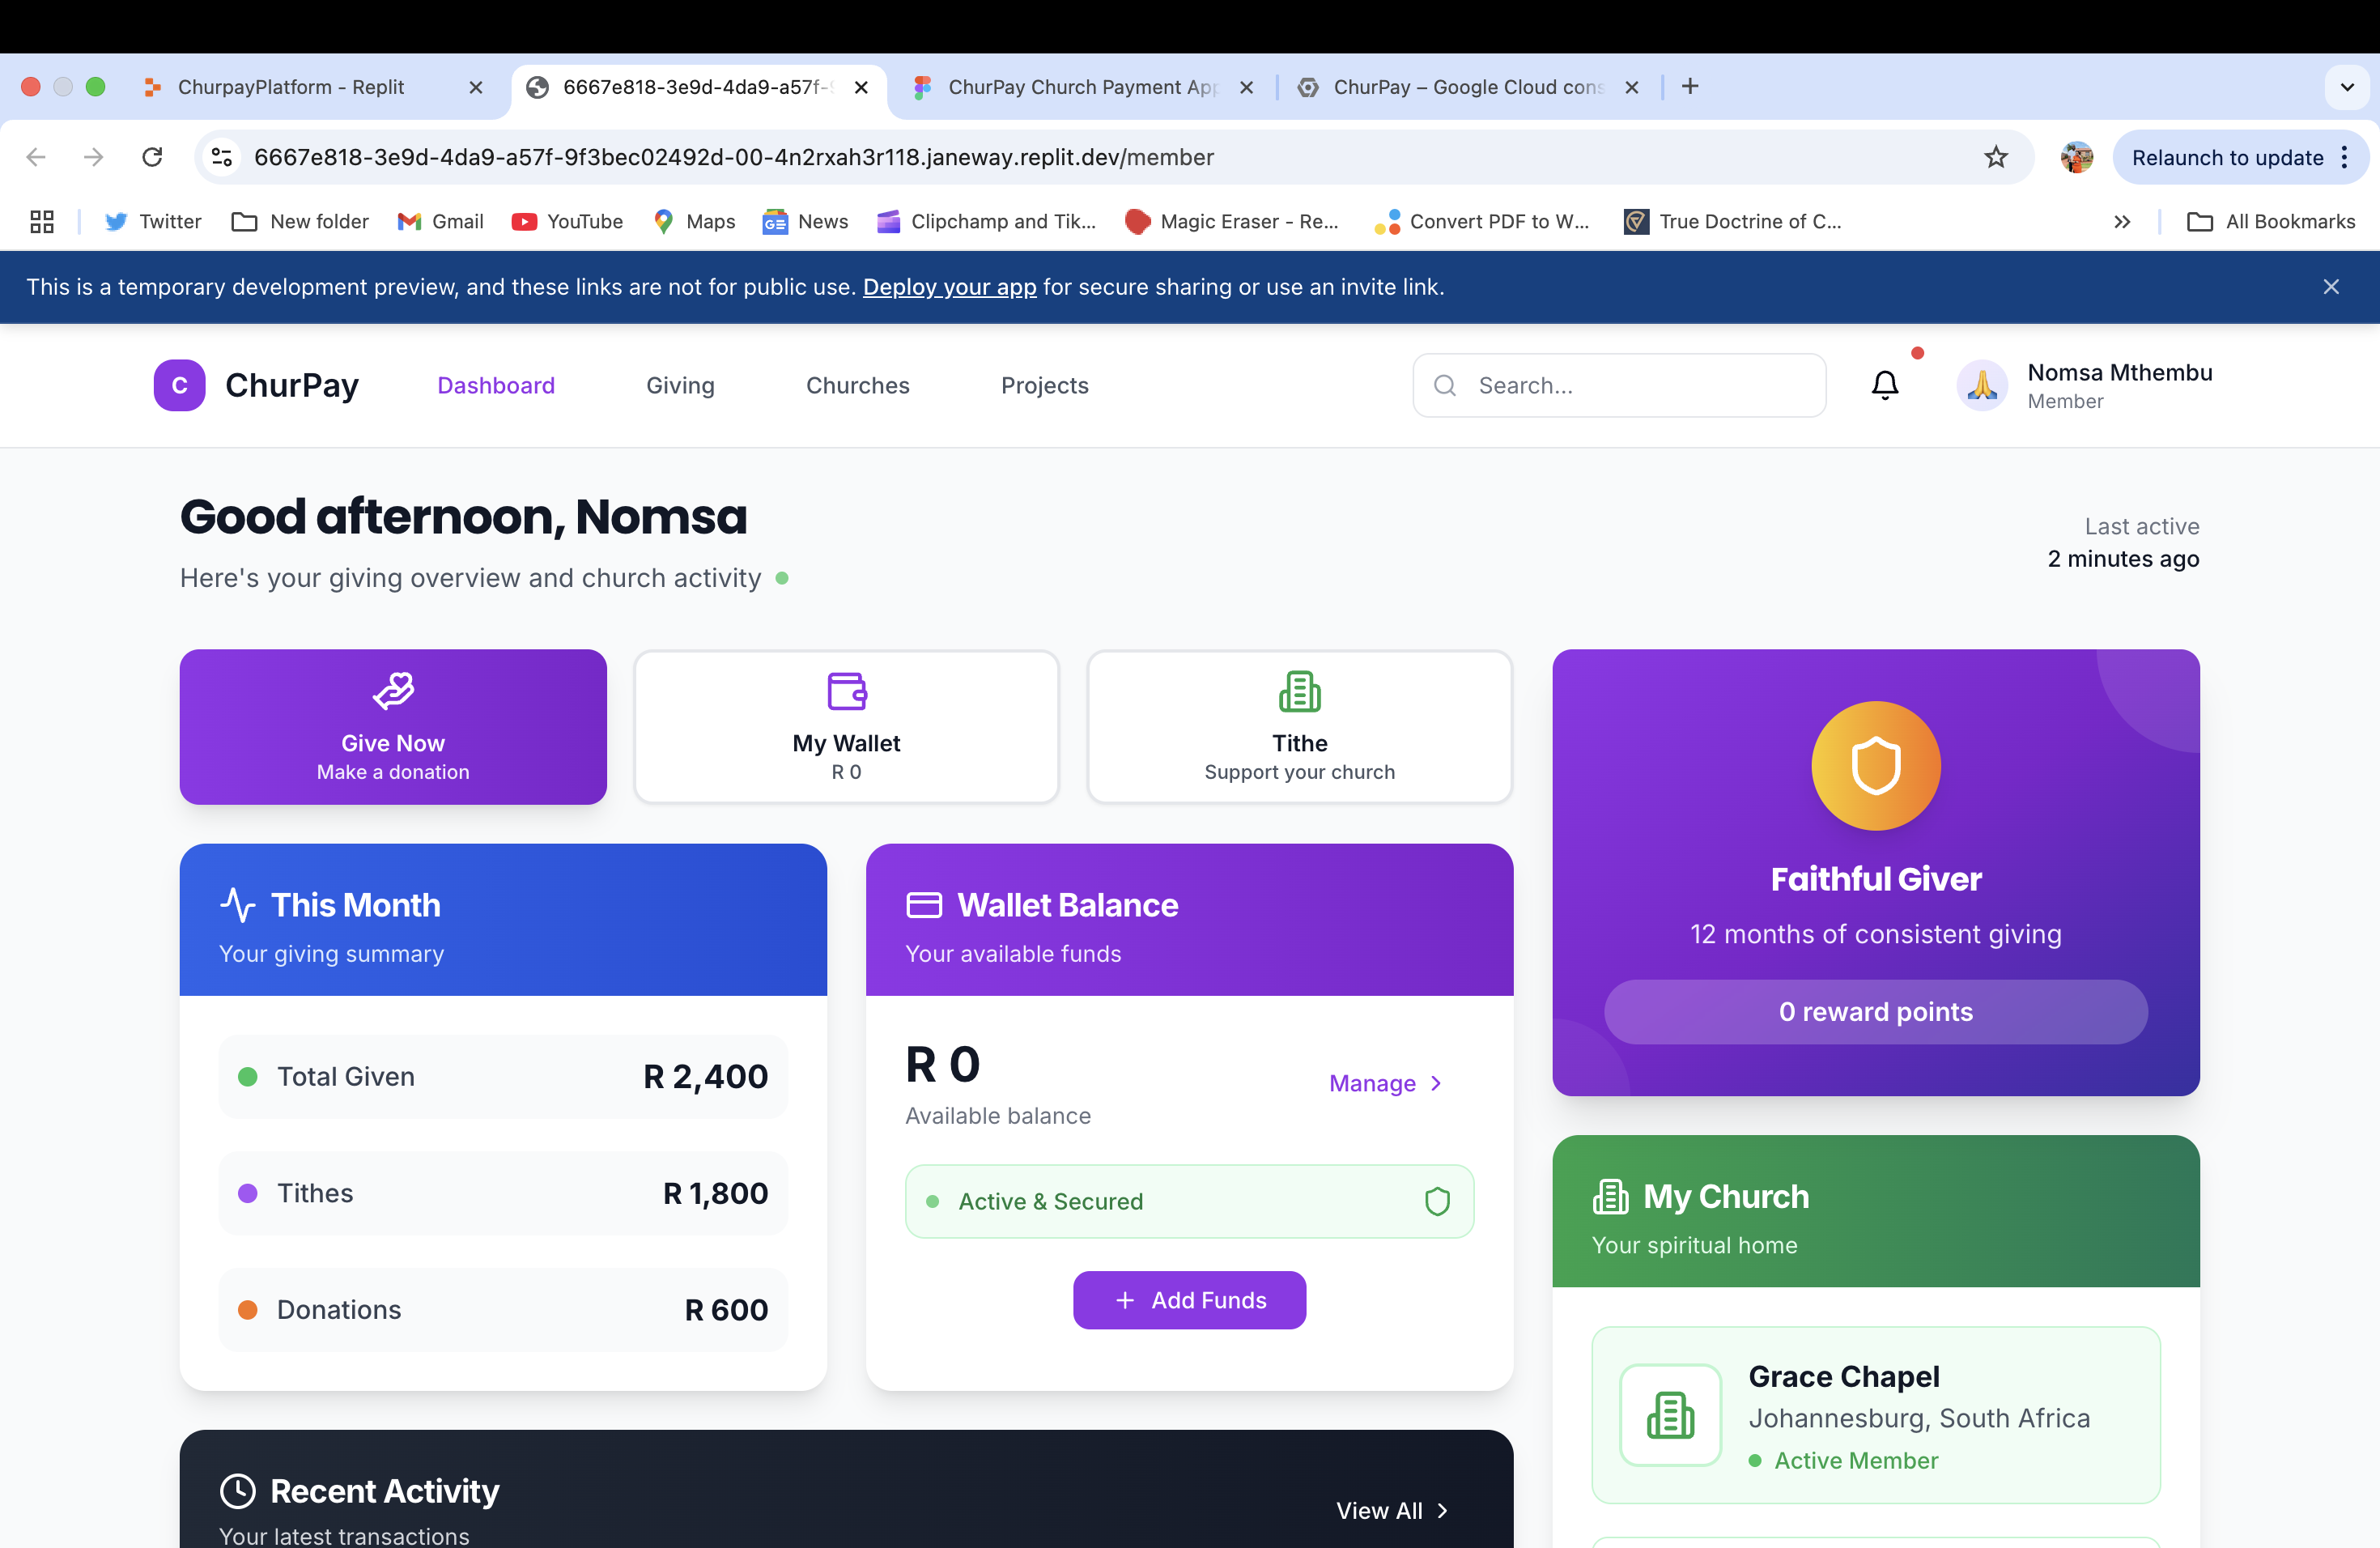 ChurpayPlatform - Replit
6667e818-3e9d-4da9-a57f-
ChurPay Church Payment App
ChurPay – Google Cloud cons
6667e818-3e9d-4da9-a57f-9f3bec02492d-00-4n2rxah3r118.janeway.replit.dev/member
Relaunch to update
Twitter
New folder
Gmail
YouTube
Maps
News
Clipchamp and Tik...
Magic Eraser - Re...
Convert PDF to W...
True Doctrine of C...
All Bookmarks
This is a temporary development preview, and these links are not for public use. Deploy your app for secure sharing or use an invite link.
C
ChurPay
Dashboard
Giving
Churches
Projects
Search...
Nomsa Mthembu
Member
Good afternoon, Nomsa
Here's your giving overview and church activity
Last active
2 minutes ago
Give Now
Make a donation
My Wallet
R 0
Tithe
Support your church
Faithful Giver
12 months of consistent giving
0 reward points
This Month
Your giving summary
Total Given
R 2,400
Tithes
R 1,800
Donations
R 600
Wallet Balance
Your available funds
R 0
Available balance
Manage
Active & Secured
+ Add Funds
My Church
Your spiritual home
Grace Chapel
Johannesburg, South Africa
Active Member
Recent Activity
Your latest transactions
View All